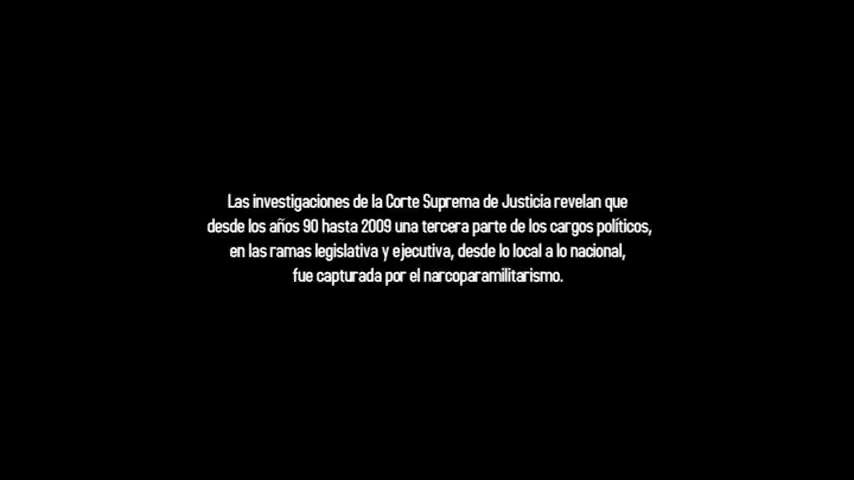 Las investigaciones de la Corte Suprema de Justicia revelan que
desde los años 90 hasta 2009 una tercera parte de los cargos políticos,
en las ramas legislativa y ejecutiva, desde lo local a lo nacional,
fue capturada por el narcoparamilitarismo.